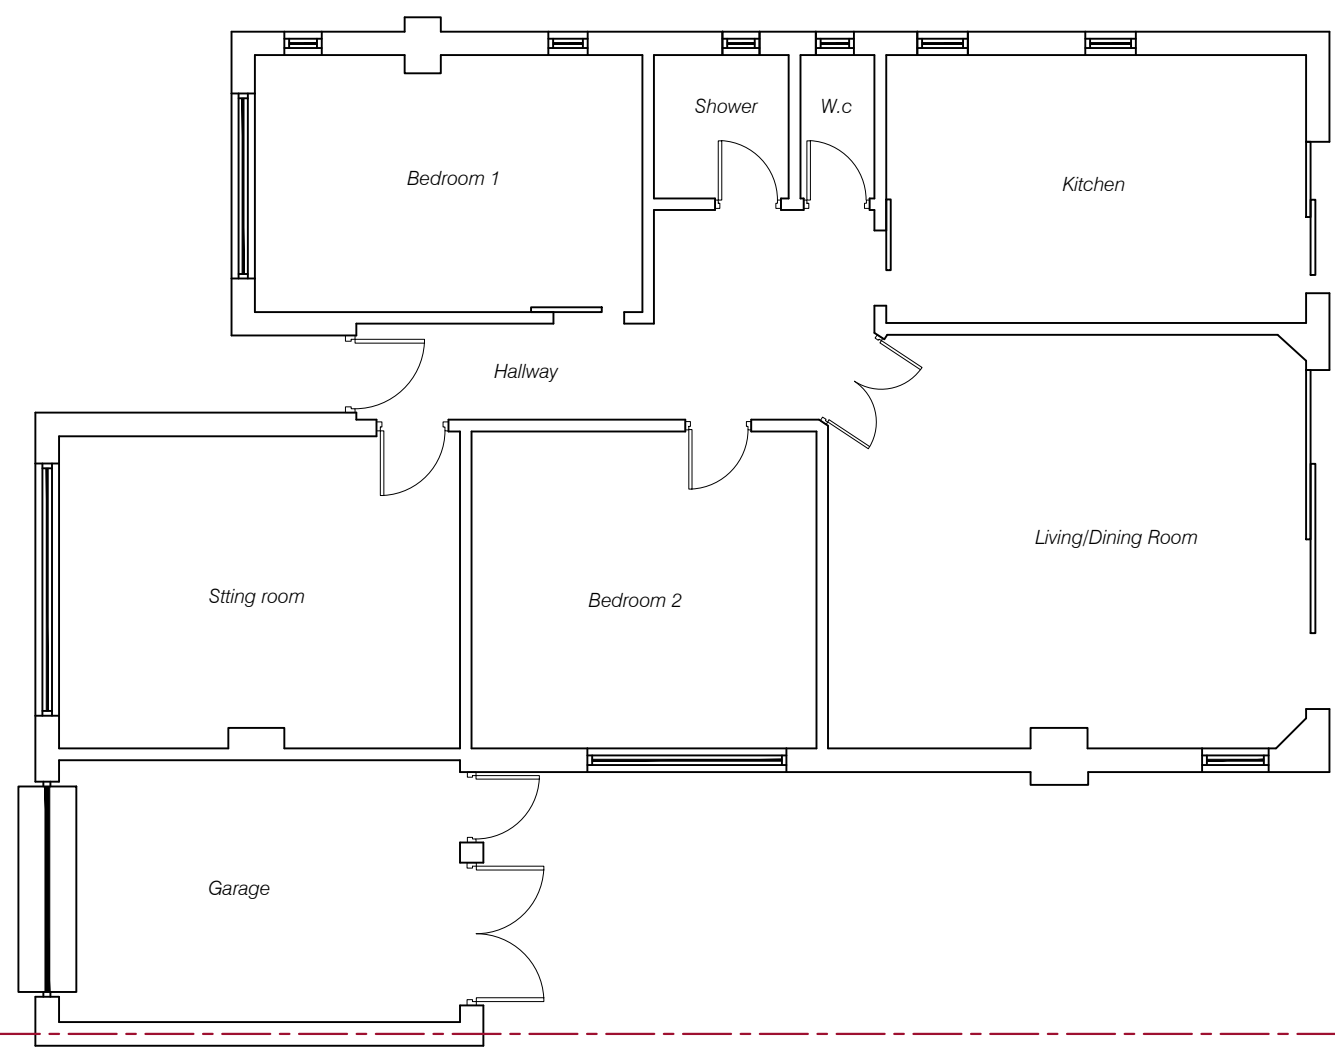 Shower
W.c
Bedroom 1
Kitchen
Hallway
Living/Dining Room
Stting room
Bedroom 2
Garage